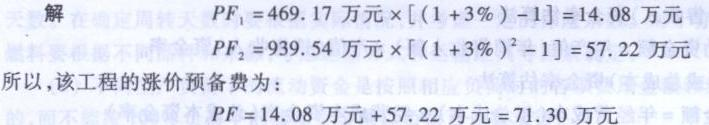 解 PF₁=469.17 万元×[(1+3%)¹-1]=14.08 万元
PF₂=939.54 万元×[(1+3%)²-1]=57.22 万元
所以,该工程的涨价预备费为:
PF=14.08 万元+57.22 万元=71.30 万元